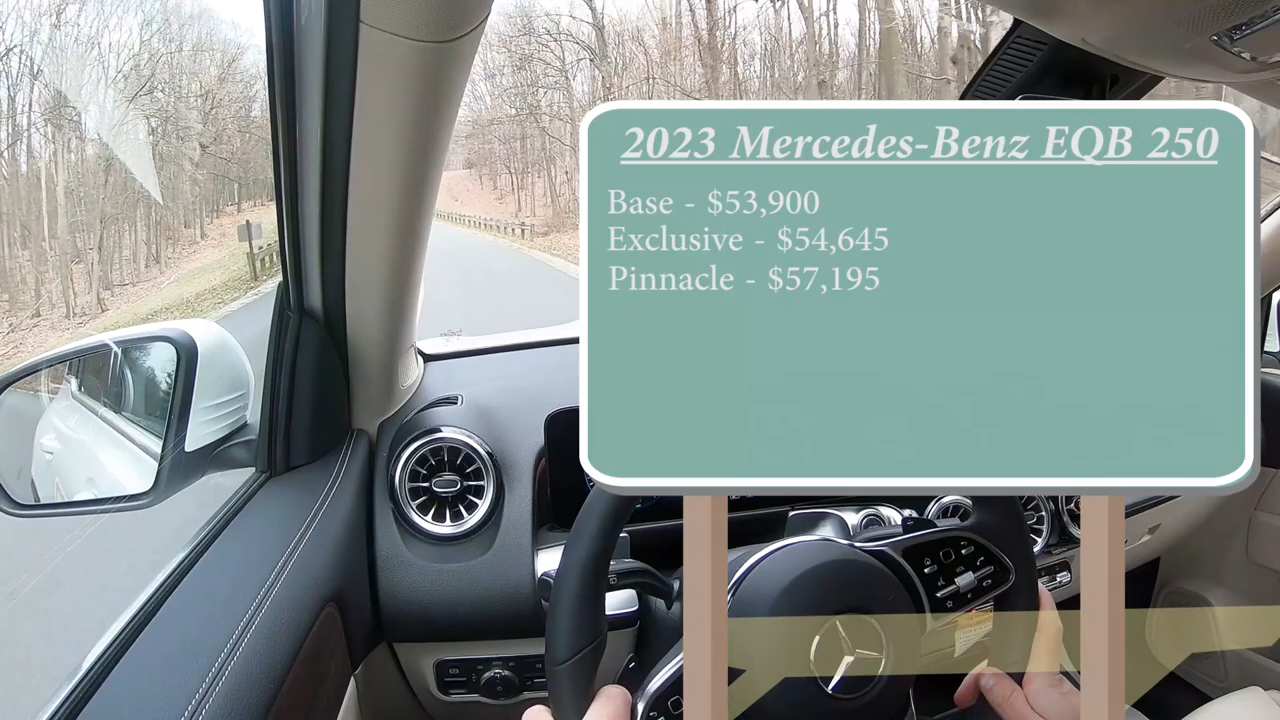 2023 Mercedes-Benz EQB 250
Base - $53,900
Exclusive - $54,645
Pinnacle - $57,195